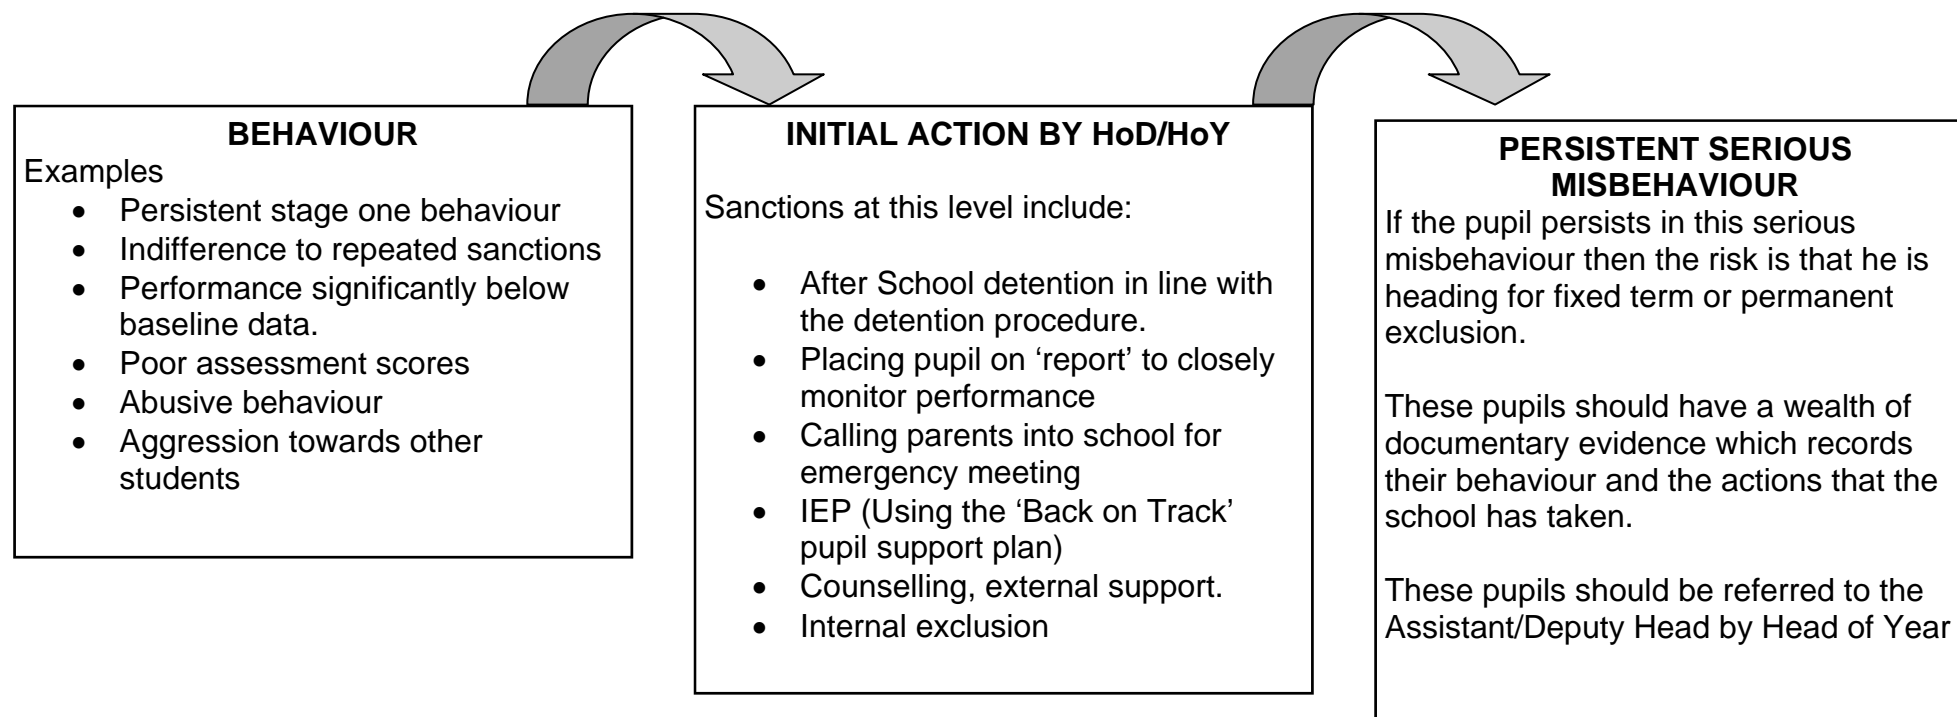 BEHAVIOUR
Examples
• Persistent stage one behaviour
• Indifference to repeated sanctions
• Performance significantly below
baseline data.
• Poor assessment scores
• Abusive behaviour
• Aggression towards other
students
INITIAL ACTION BY HoD/HoY
Sanctions at this level include:
• After School detention in line with
the detention procedure.
• Placing pupil on ‘report’ to closely
monitor performance
• Calling parents into school for
emergency meeting
• IEP (Using the ‘Back on Track’
pupil support plan)
• Counselling, external support.
• Internal exclusion
PERSISTENT SERIOUS
MISBEHAVIOUR
If the pupil persists in this serious
misbehaviour then the risk is that he is
heading for fixed term or permanent
exclusion.
These pupils should have a wealth of
documentary evidence which records
their behaviour and the actions that the
school has taken.
These pupils should be referred to the
Assistant/Deputy Head by Head of Year